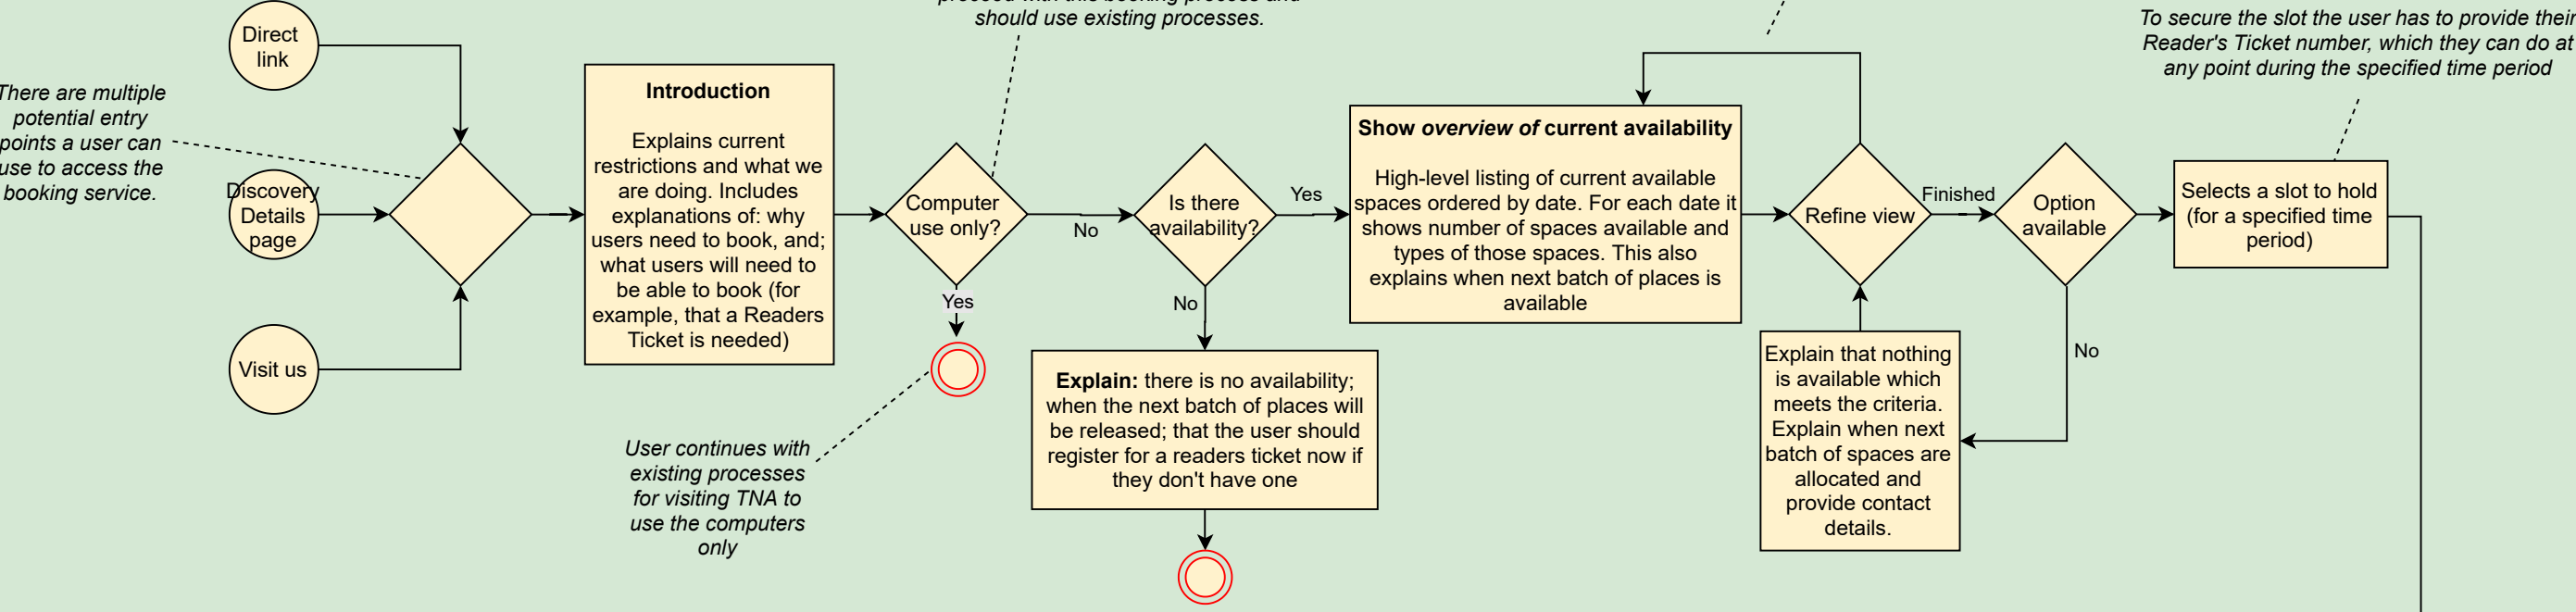 proceed with this booking process and
should use existing processes.
To secure the slot the user has to provide their
Reader's Ticket number, which they can do at
any point during the specified time period
Direct
link
There are multiple
potential entry
points a user can
use to access the
booking service.
Discovery
Details
page
Visit us
Introduction
Explains current
restrictions and what we
are doing. Includes
explanations of: why
users need to book, and;
what users will need to
be able to book (for
example, that a Readers
Ticket is needed)
Computer
use only?
No
Yes
User continues with
existing processes
for visiting TNA to
use the computers
only
Is there
availability?
Yes
No
Explain: there is no availability;
when the next batch of places will
be released; that the user should
register for a readers ticket now if
they don't have one
Show overview of current availability
High-level listing of current available
spaces ordered by date. For each date it
shows number of spaces available and
types of those spaces. This also
explains when next batch of places is
available
Refine view
Finished
Option
available
No
Explain that nothing
is available which
meets the criteria.
Explain when next
batch of spaces are
allocated and
provide contact
details.
Selects a slot to hold
(for a specified time
period)